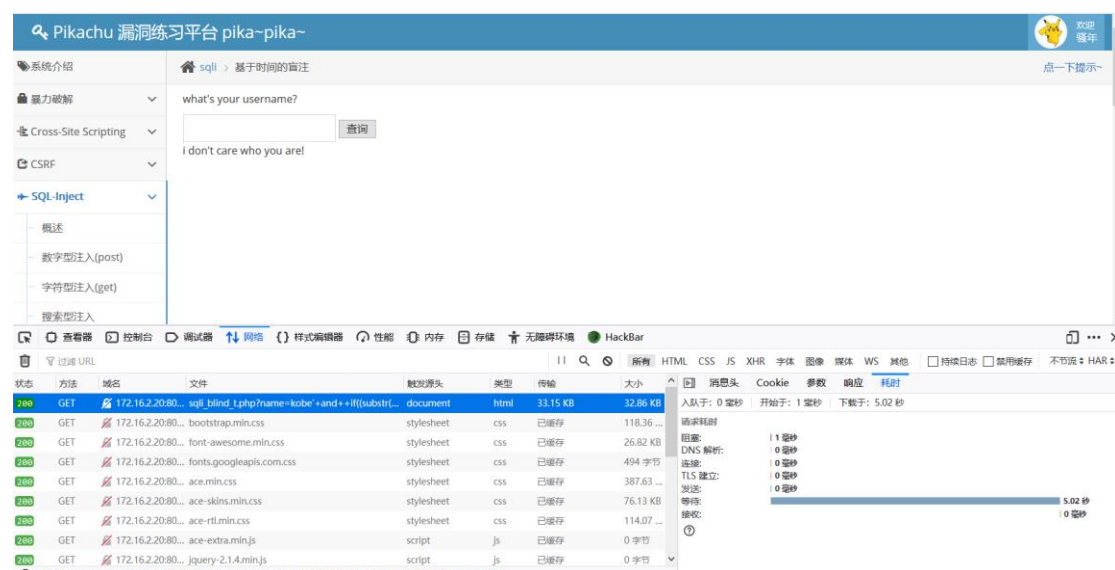 Pikachu 漏洞练习平台 pika~pika~
欢迎
骚年
系统介绍
sqli > 基于时间的盲注
点一下提示~
暴力破解
Cross-Site Scripting
CSRF
SQL-Inject
概述
数字型注入(post)
字符型注入(get)
搜索型注入
what's your username?
查询
i don't care who you are!
查看器 控制台 调试器 网络 {} 样式编辑器 性能 内存 存储 无障碍环境 HackBar
过滤 URL
所有 HTML CSS JS XHR 字体 图像 媒体 WS 其他 持续日志 禁用缓存 不节流 HAR
状态 方法 域名 文件 触发源头 类型 传输 大小
200 GET 172.16.2.20:80... sqli_blind_t.php?name=kobe'+and++if((substr(... document html 33.15 KB 32.86 KB
200 GET 172.16.2.20:80... bootstrap.min.css stylesheet css 已缓存 118.36 ...
200 GET 172.16.2.20:80... font-awesome.min.css stylesheet css 已缓存 26.82 KB
200 GET 172.16.2.20:80... fonts.googleapis.com.css stylesheet css 已缓存 494 字节
200 GET 172.16.2.20:80... ace.min.css stylesheet css 已缓存 387.63 ...
200 GET 172.16.2.20:80... ace-skins.min.css stylesheet css 已缓存 76.13 KB
200 GET 172.16.2.20:80... ace-rtl.min.css stylesheet css 已缓存 114.07 ...
200 GET 172.16.2.20:80... ace-extra.min.js script js 已缓存 0 字节
200 GET 172.16.2.20:80... jquery-2.1.4.min.js script js 已缓存 0 字节
消息头 Cookie 参数 响应 耗时
入队于: 0 毫秒 开始于: 1 毫秒 下载于: 5.02 秒
请求耗时
阻塞: 1 毫秒
DNS 解析: 0 毫秒
连接: 0 毫秒
TLS 建立: 0 毫秒
发送: 0 毫秒
等待: 5.02 秒
接收: 0 毫秒